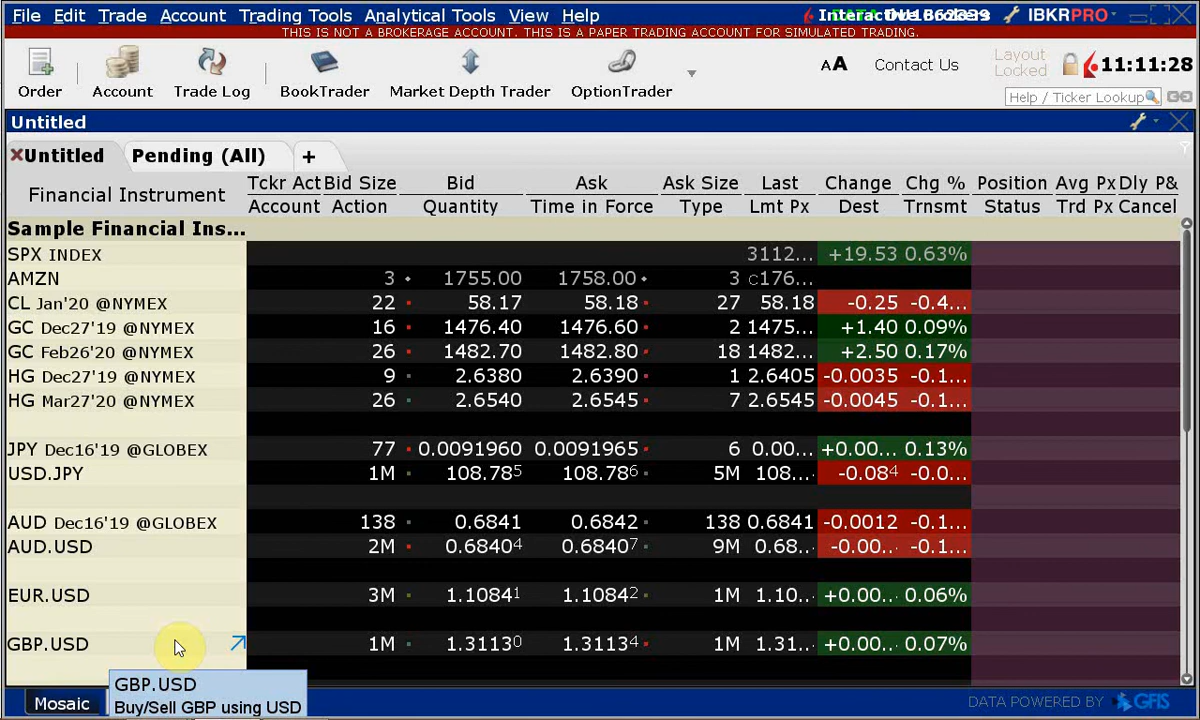 File Edit Trade Account Trading Tools Analytical Tools View Help Interactive Brokers IBKRPRO
THIS IS NOT A BROKERAGE ACCOUNT. THIS IS A PAPER TRADING ACCOUNT FOR SIMULATED TRADING.
Order Account Trade Log BookTrader Market Depth Trader OptionTrader AA Contact Us Layout Locked 11:11:28
Help / Ticker Lookup
Untitled
Untitled Pending (All) +
Financial Instrument
Tckr Act Bid Size Bid Ask Ask Size Last Change Chg % Position Avg Px Dly P&
Account Action Quantity Time in Force Type Lmt Px Dest Trnsmt Status Trd Px Cancel
Sample Financial Ins...
SPX INDEX 3112... +19.53 0.63%
AMZN 3 1755.00 1758.00 3 c176...
CL Jan'20 @NYMEX 22 58.17 58.18 27 58.18 -0.25 -0.4...
GC Dec27'19 @NYMEX 16 1476.40 1476.60 2 1475... +1.40 0.09%
GC Feb26'20 @NYMEX 26 1482.70 1482.80 18 1482... +2.50 0.17%
HG Dec27'19 @NYMEX 9 2.6380 2.6390 1 2.6405 -0.0035 -0.1...
HG Mar27'20 @NYMEX 26 2.6540 2.6545 7 2.6545 -0.0045 -0.1...
JPY Dec16'19 @GLOBEX 77 0.0091960 0.0091965 6 0.00... +0.00... 0.13%
USD.JPY 1M 108.785 108.786 5M 108... -0.084 -0.0...
AUD Dec16'19 @GLOBEX 138 0.6841 0.6842 138 0.6841 -0.0012 -0.1...
AUD.USD 2M 0.68404 0.68407 9M 0.68... -0.00... -0.1...
EUR.USD 3M 1.10841 1.10842 1M 1.10... +0.00... 0.06%
GBP.USD 1M 1.31130 1.31134 1M 1.31... +0.00... 0.07%
GBP.USD
Buy/Sell GBP using USD
Mosaic DATA POWERED BY GFIS